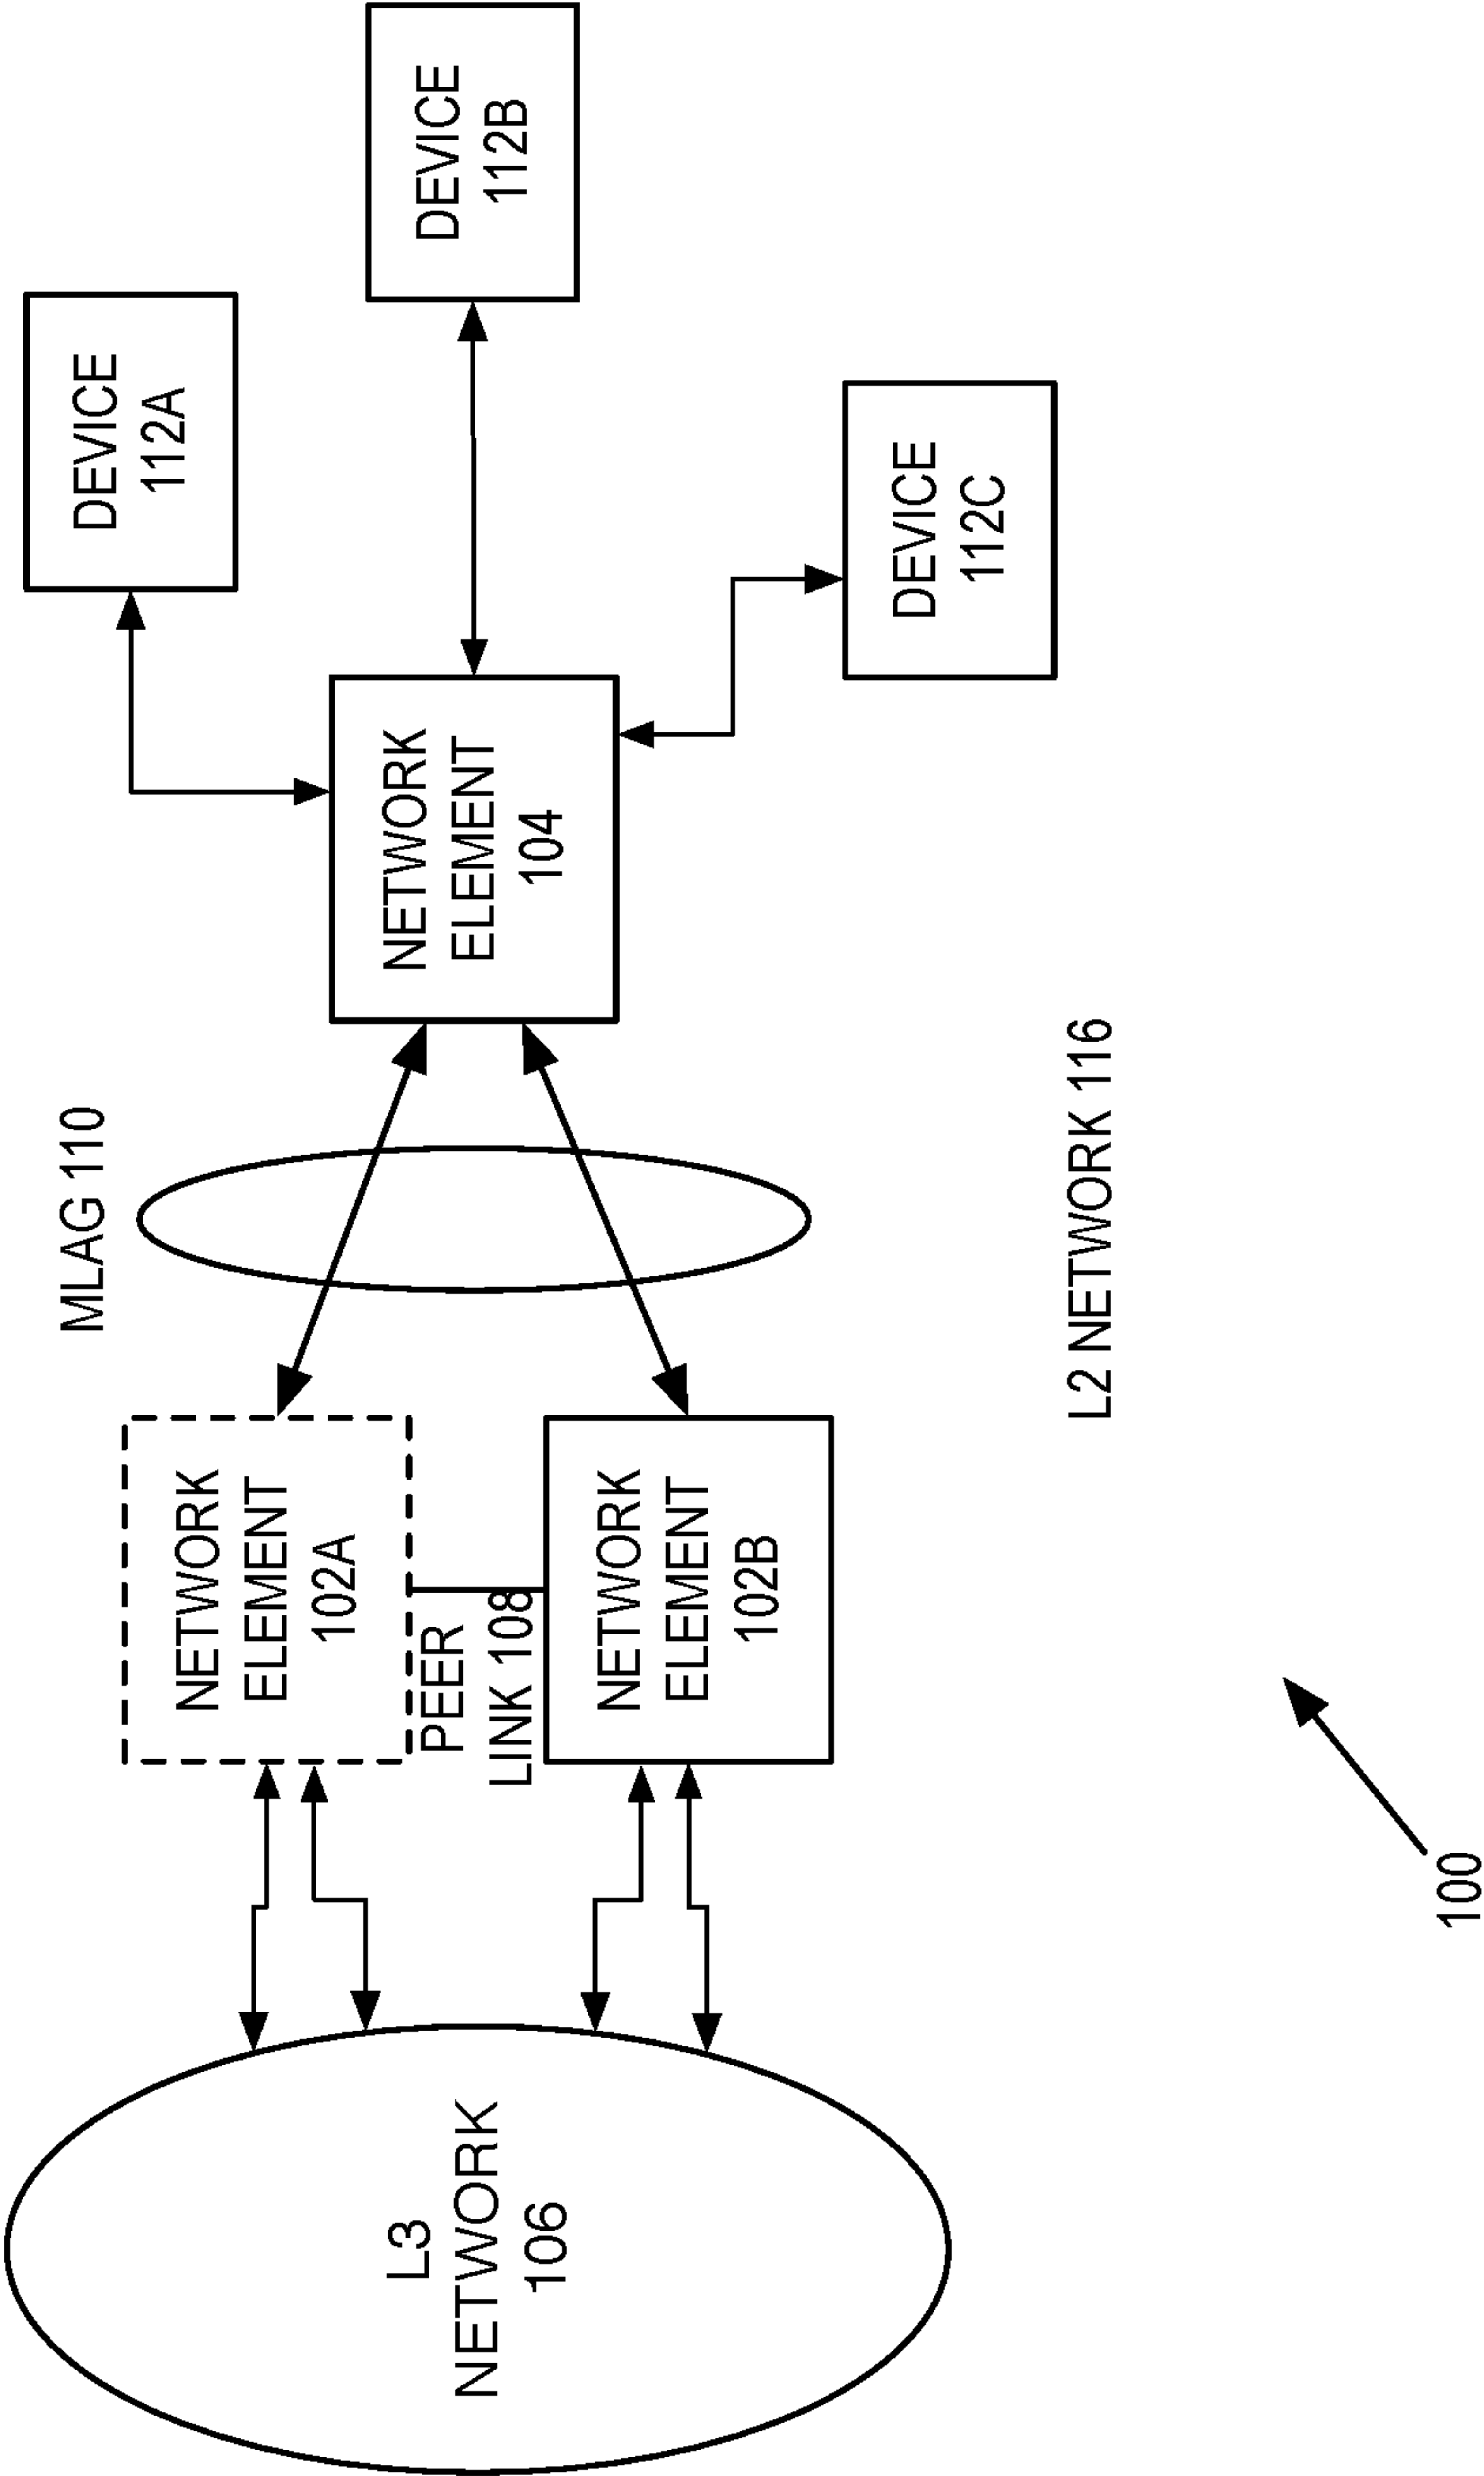 MLAG 110
L3
NETWORK
106
NETWORK
ELEMENT
102A
PEER
LINK 108
NETWORK
ELEMENT
102B
NETWORK
ELEMENT
104
DEVICE
112A
DEVICE
112B
DEVICE
112C
L2 NETWORK 116
100